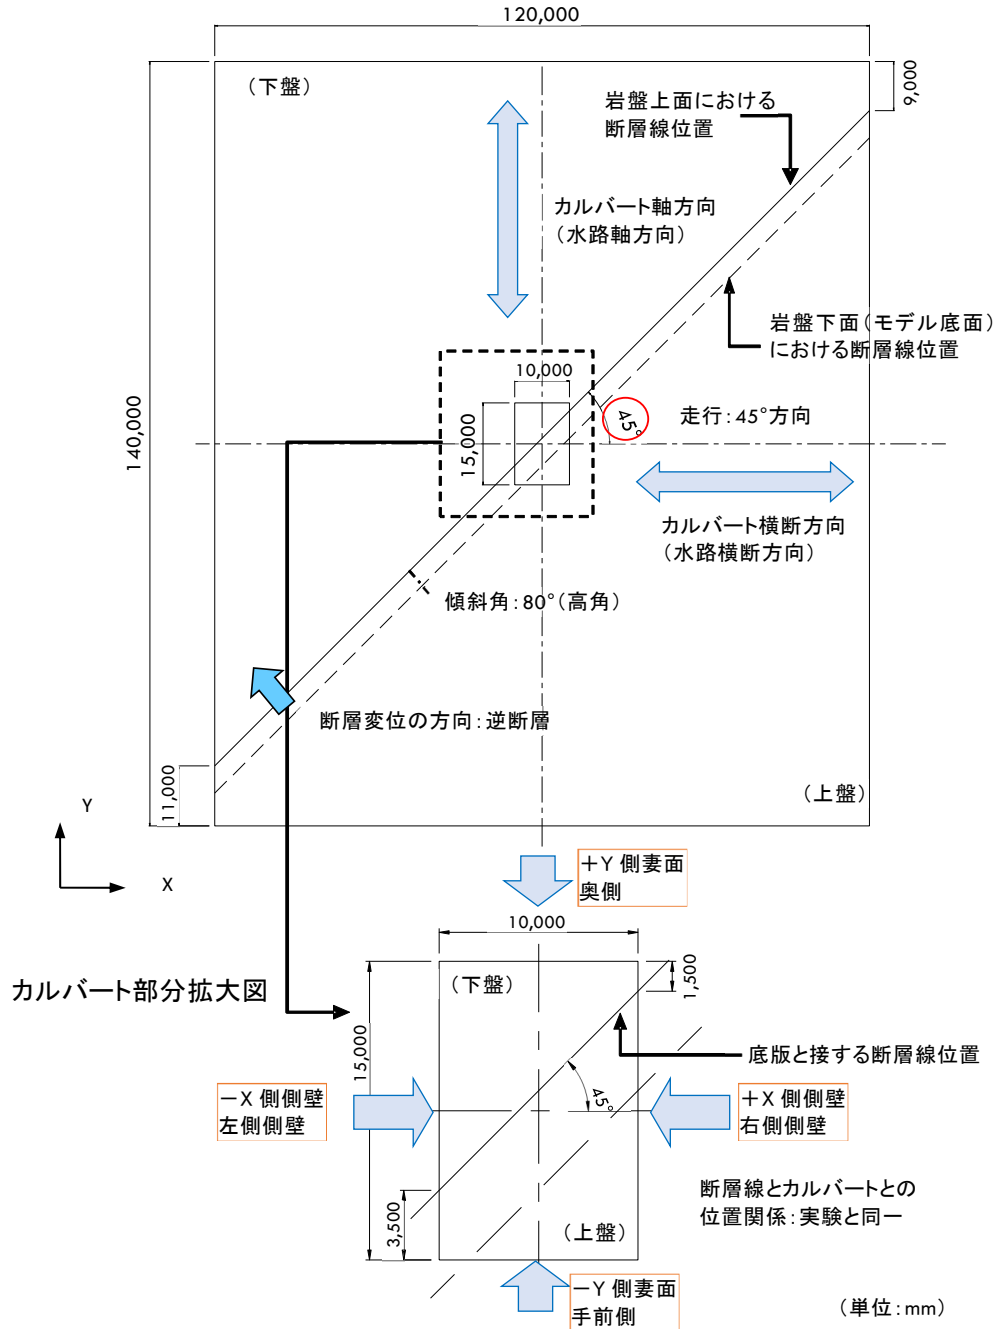 120,000
(下盤)
9,000
岩盤上面における
断層線位置
カルバート軸方向
(水路軸方向)
岩盤下面(モデル底面)
における断層線位置
10,000
140,000
15,000
45°
走行:45°方向
カルバート横断方向
(水路横断方向)
傾斜角:80°(高角)
断層変位の方向:逆断層
11,000
(上盤)
Y
X
+Y 側妻面
奥側
10,000
カルバート部分拡大図
(下盤)
1,500
15,000
底版と接する断層線位置
45°
-X 側側壁
左側側壁
+X 側側壁
右側側壁
断層線とカルバートとの
位置関係:実験と同一
3,500
(上盤)
-Y 側妻面
手前側
(単位:mm)